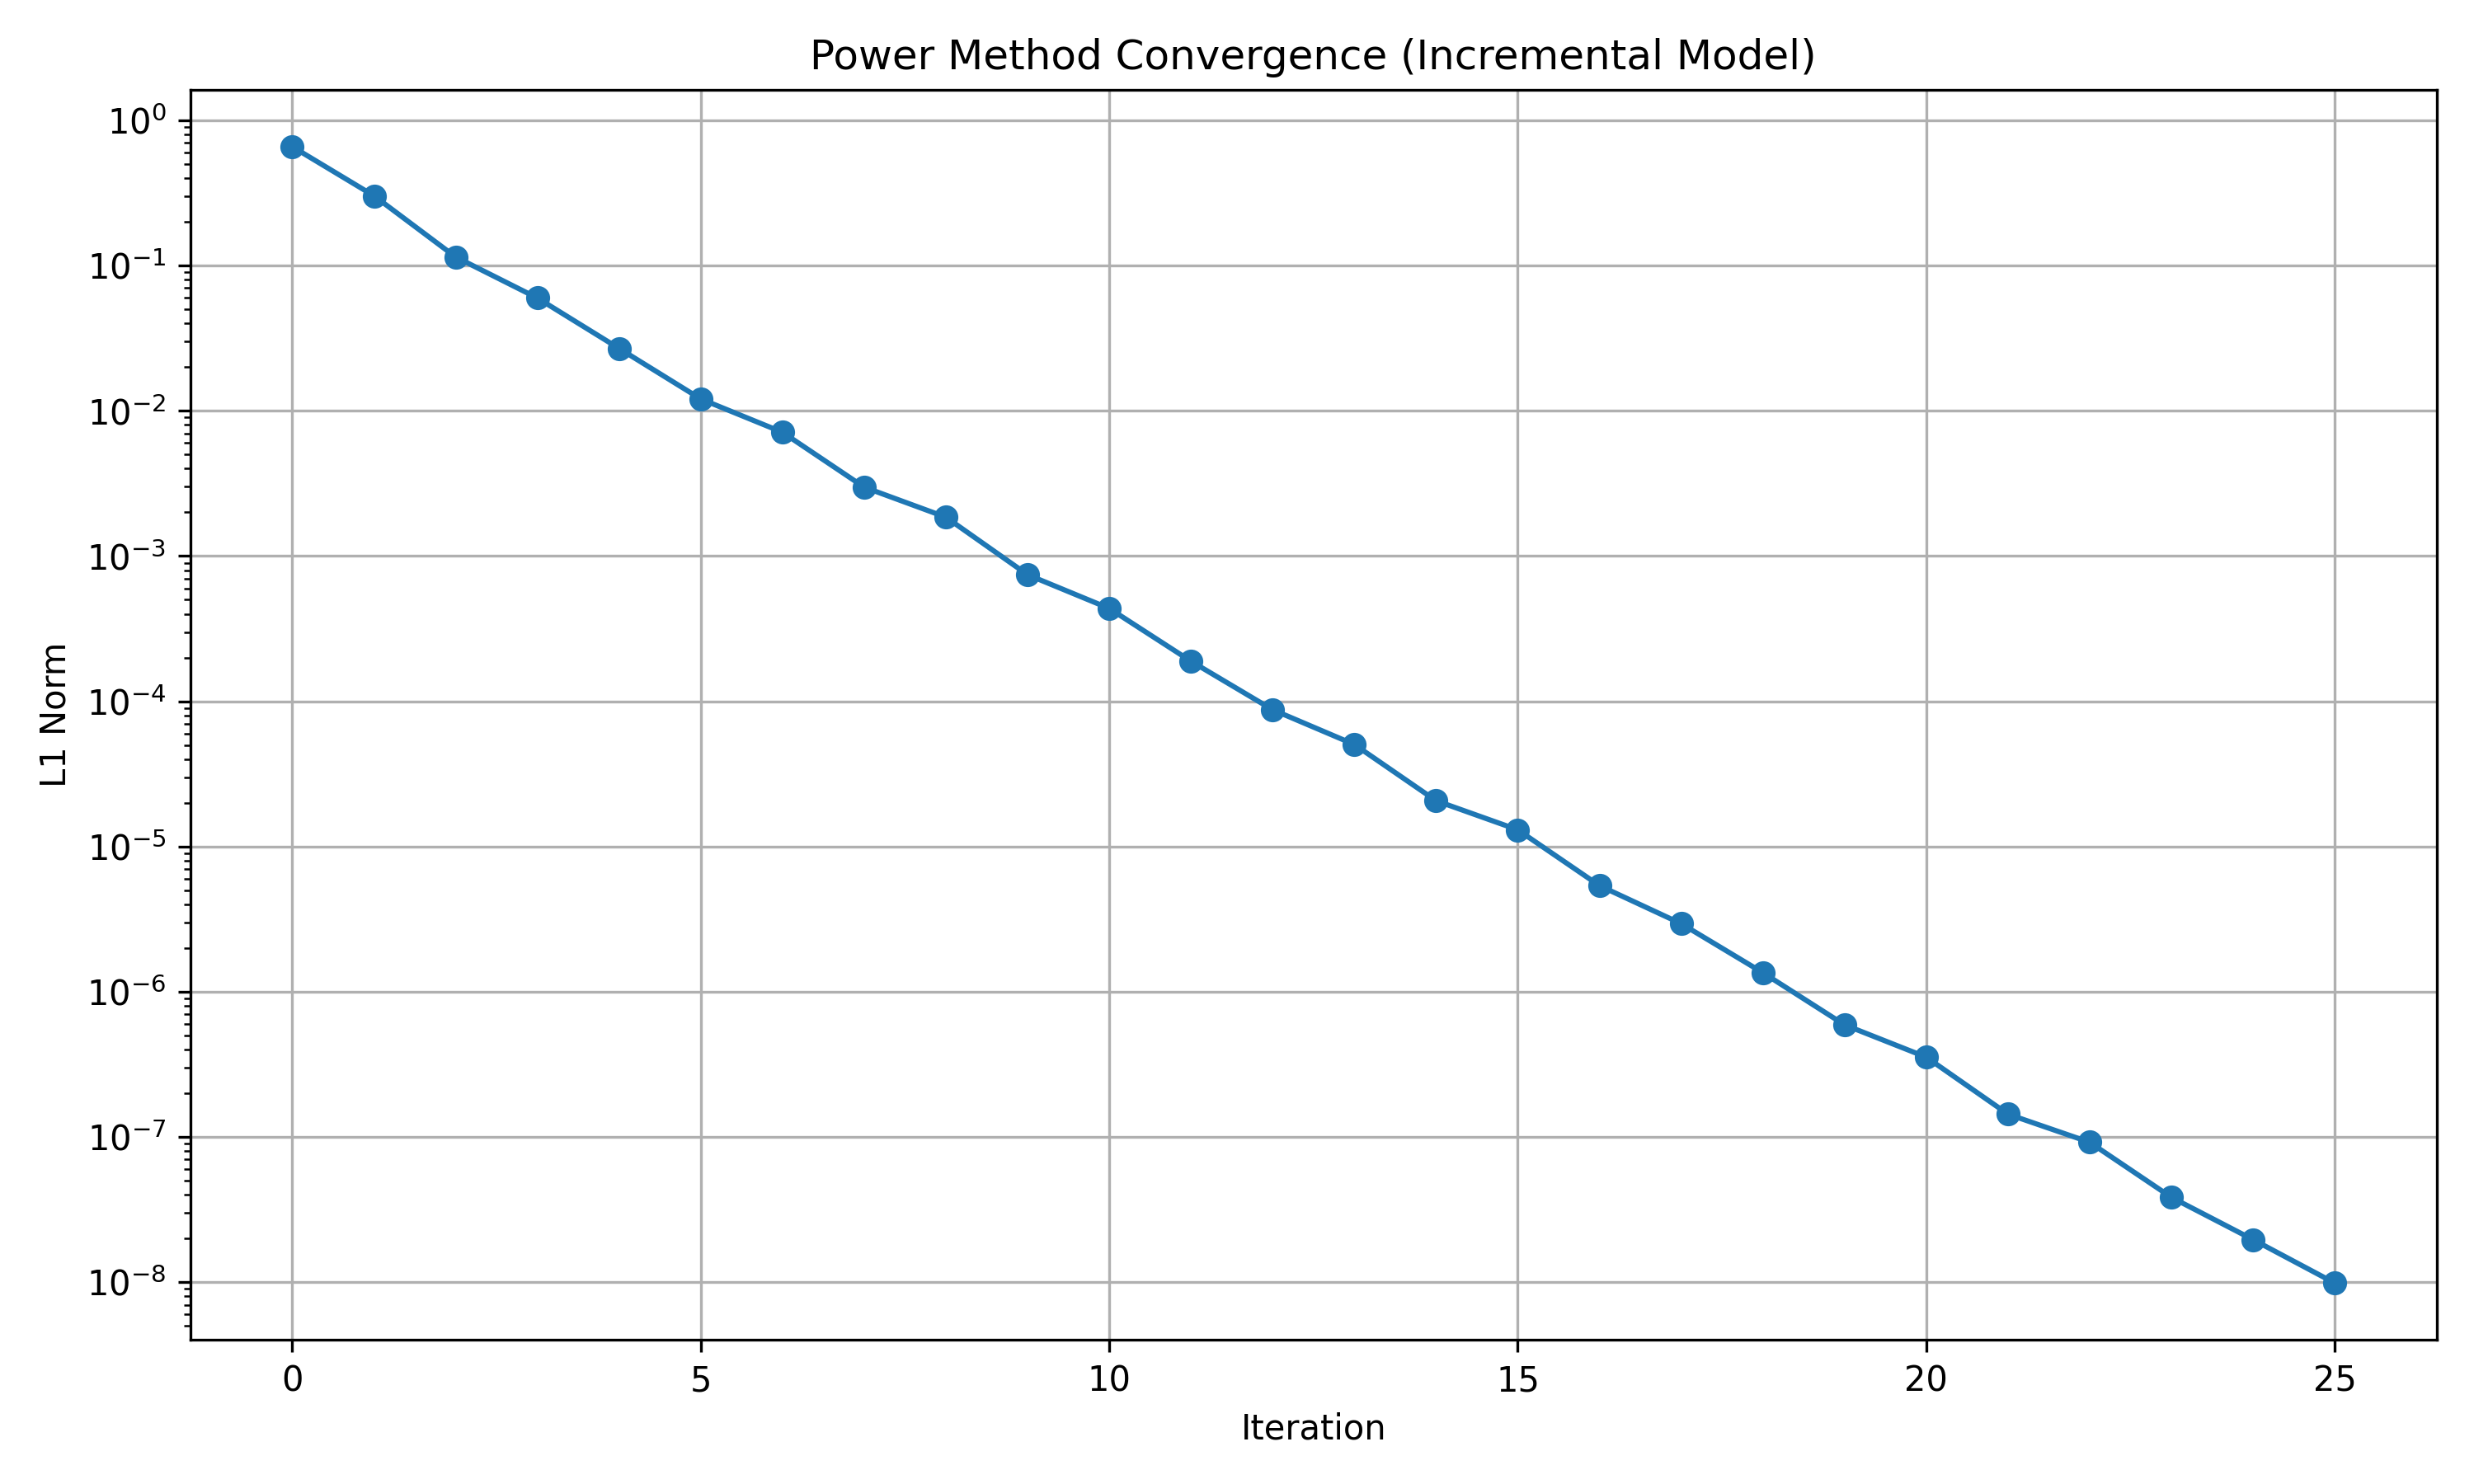 Power Method Convergence (Incremental Model)
10⁰
10⁻¹
10⁻²
10⁻³
10⁻⁴
10⁻⁵
10⁻⁶
10⁻⁷
10⁻⁸
L1 Norm
0 5 10 15 20 25
Iteration